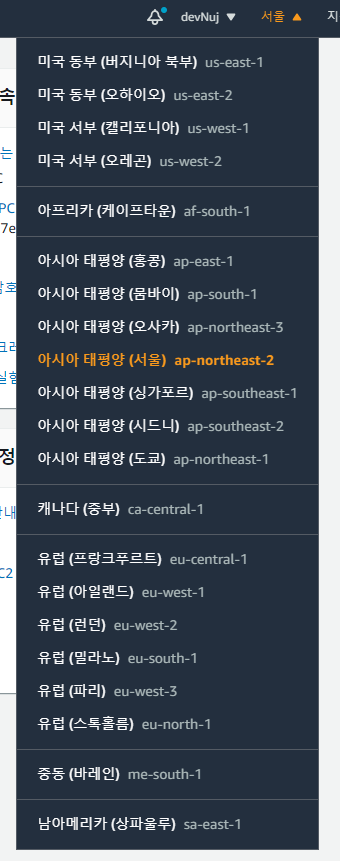 devNuj ▼ 서울 ▲ 지
미국 동부 (버지니아 북부) us-east-1
미국 동부 (오하이오) us-east-2
미국 서부 (캘리포니아) us-west-1
미국 서부 (오레곤) us-west-2
아프리카 (케이프타운) af-south-1
아시아 태평양 (홍콩) ap-east-1
아시아 태평양 (뭄바이) ap-south-1
아시아 태평양 (오사카) ap-northeast-3
아시아 태평양 (서울) ap-northeast-2
아시아 태평양 (싱가포르) ap-southeast-1
아시아 태평양 (시드니) ap-southeast-2
아시아 태평양 (도쿄) ap-northeast-1
캐나다 (중부) ca-central-1
유럽 (프랑크푸르트) eu-central-1
유럽 (아일랜드) eu-west-1
유럽 (런던) eu-west-2
유럽 (밀라노) eu-south-1
유럽 (파리) eu-west-3
유럽 (스톡홀름) eu-north-1
중동 (바레인) me-south-1
남아메리카 (상파울루) sa-east-1
속
는
PC
7e
실험
정
C2